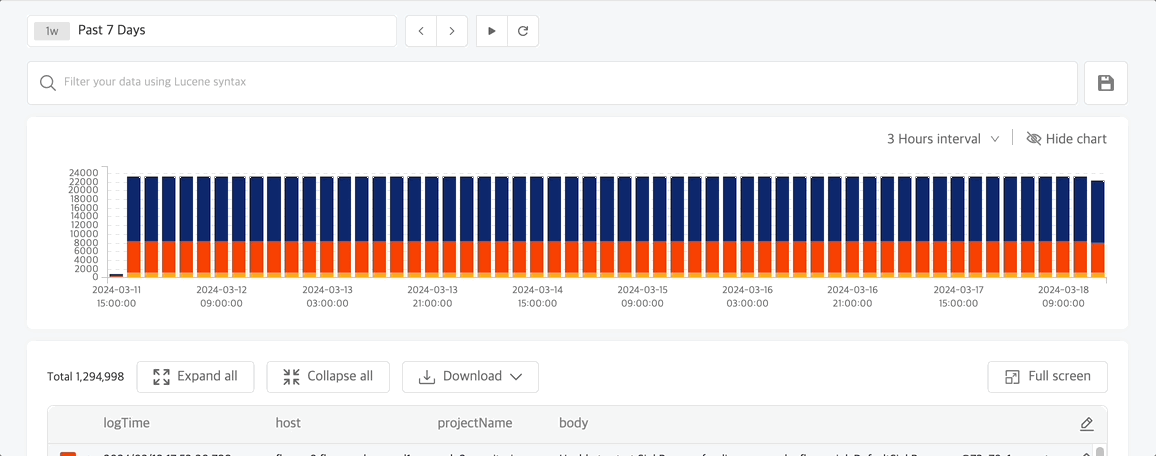 1w Past 7 Days
Filter your data using Lucene syntax
3 Hours interval Hide chart
24000
22000
20000
18000
16000
14000
12000
10000
8000
6000
4000
2000
0
2024-03-11 2024-03-12 2024-03-13 2024-03-13 2024-03-14 2024-03-15 2024-03-16 2024-03-16 2024-03-17 2024-03-18
15:00:00 09:00:00 03:00:00 21:00:00 15:00:00 09:00:00 03:00:00 21:00:00 15:00:00 09:00:00
Total 1,294,998 Expand all Collapse all Download Full screen
logTime host projectName body